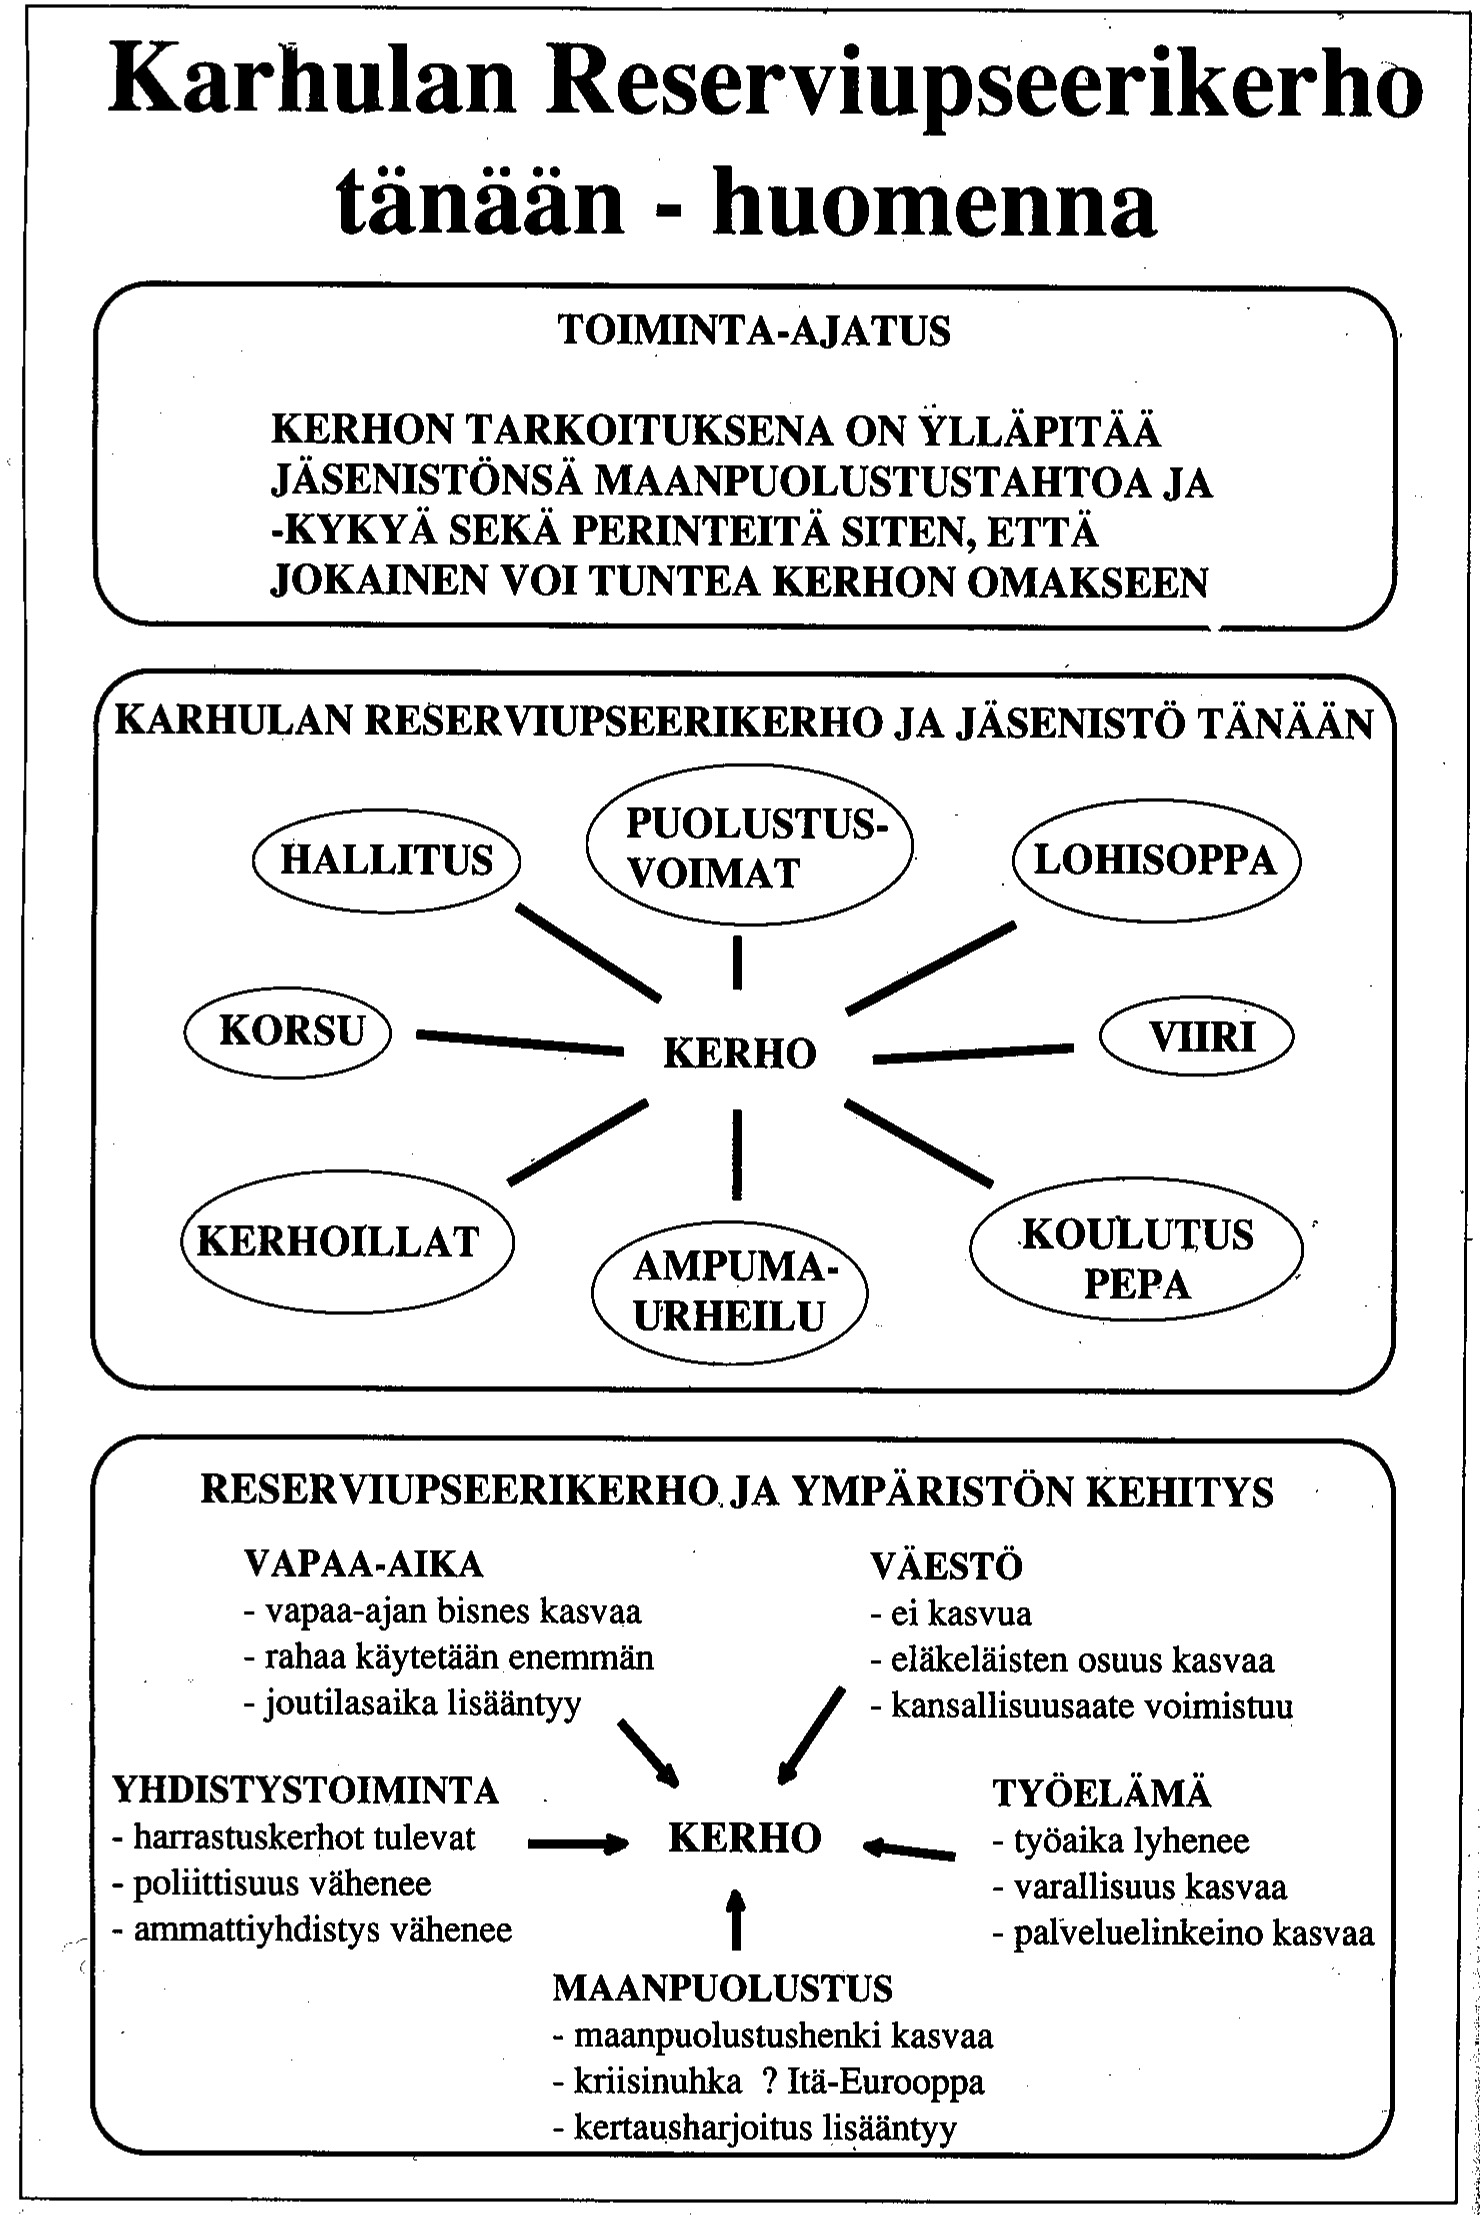 Karhulan Reserviupseerikerho
tänään - huomenna
TOIMINTA-AJATUS
KERHON TARKOITUKSENA ON YLLÄPITÄÄ
JÄSENISTÖNSÄ MAANPUOLUSTUSTAHTOA JA
-KYKYÄ SEKÄ PERINTEITÄ SITEN, ETTÄ
JOKAINEN VOI TUNTEA KERHON OMAKSEEN
KARHULAN RESERVIUPSEERIKERHO JA JÄSENISTÖ TÄNÄÄN
HALLITUS
PUOLUSTUS-
VOIMAT
LOHISOPPA
KORSU
KERHO
VIIRI
KERHOILLAT
AMPUMA-
URHEILU
KOULUTUS
PEPA
RESERVIUPSEERIKERHO JA YMPÄRISTÖN KEHITYS
VAPAA-AIKA
- vapaa-ajan bisnes kasvaa
- rahaa käytetään enemmän
- joutilasaika lisääntyy
VÄESTÖ
- ei kasvua
- eläkeläisten osuus kasvaa
- kansallisuusaate voimistuu
YHDISTYSTOIMINTA
- harrastuskerhot tulevat
- poliittisuus vähenee
- ammattiyhdistys vähenee
KERHO
TYÖELÄMÄ
- työaika lyhenee
- varallisuus kasvaa
- palveluelinkeino kasvaa
MAANPUOLUSTUS
- maanpuolustushenki kasvaa
- kriisinuhka ? Itä-Eurooppa
- kertausharjoitus lisääntyy